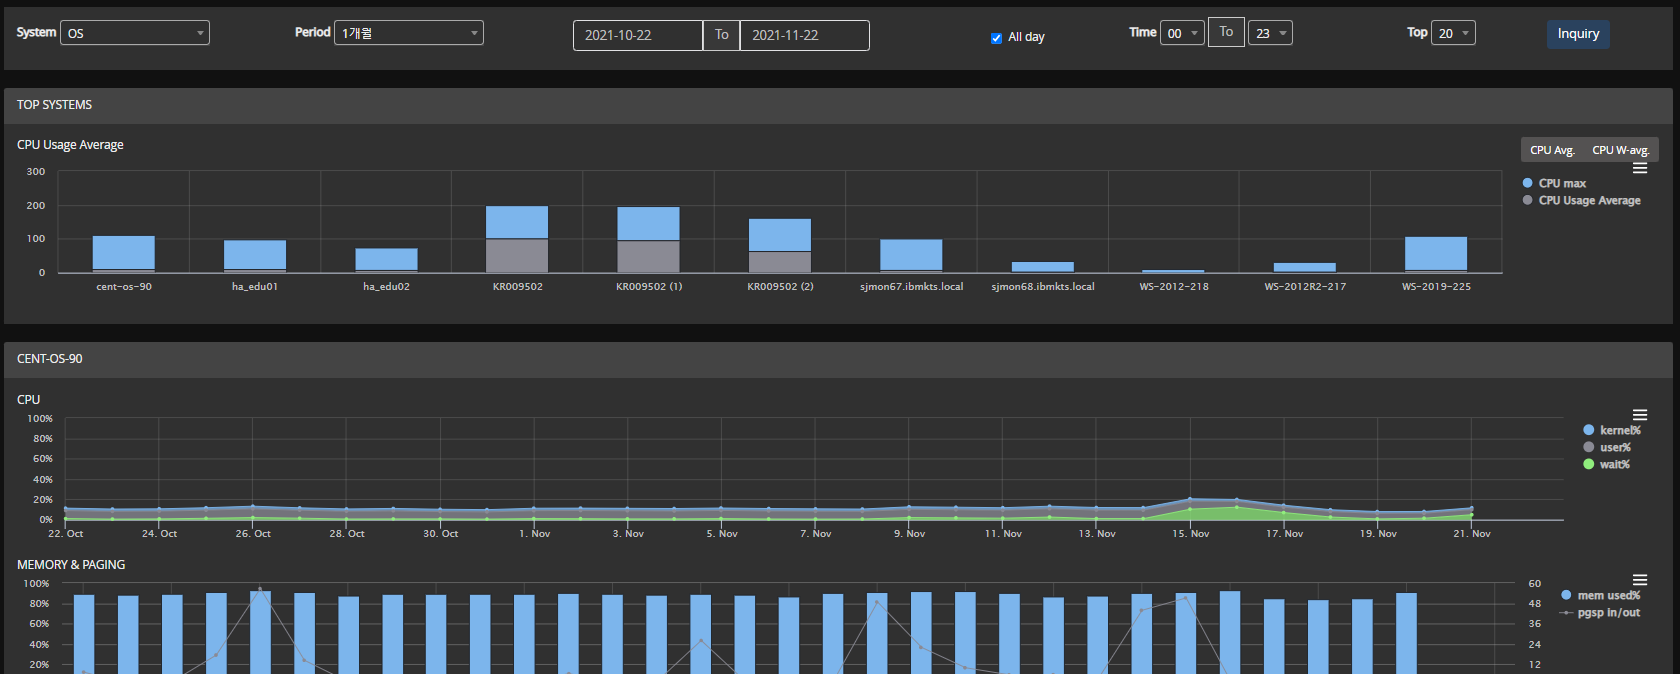 System OS Period 1개월 2021-10-22 To 2021-11-22 All day Time 00 To 23 Top 20 Inquiry
TOP SYSTEMS
CPU Usage Average
CPU Avg. CPU W-avg.
300
200
100
0
CPU max
CPU Usage Average
cent-os-90 ha_edu01 ha_edu02 KR009502 KR009502 (1) KR009502 (2) sjmon67.ibmkts.local sjmon68.ibmkts.local WS-2012-218 WS-2012R2-217 WS-2019-225
CENT-OS-90
CPU
100%
80%
60%
40%
20%
0%
kernel%
user%
wait%
22. Oct 24. Oct 26. Oct 28. Oct 30. Oct 1. Nov 3. Nov 5. Nov 7. Nov 9. Nov 11. Nov 13. Nov 15. Nov 17. Nov 19. Nov 21. Nov
MEMORY & PAGING
100%
80%
60%
40%
20%
60
48
36
24
12
mem used%
pgsp in/out